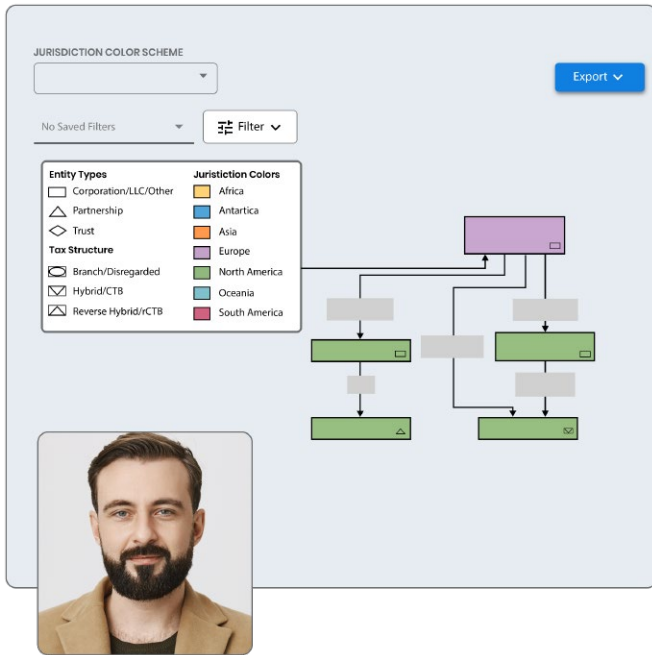 JURISDICTION COLOR SCHEME
Export
No Saved Filters
Filter
Entity Types
Corporation/LLC/Other
Partnership
Trust
Tax Structure
Branch/Disregarded
Hybrid/CTB
Reverse Hybrid/rCTB
Juristiction Colors
Africa
Antartica
Asia
Europe
North America
Oceania
South America